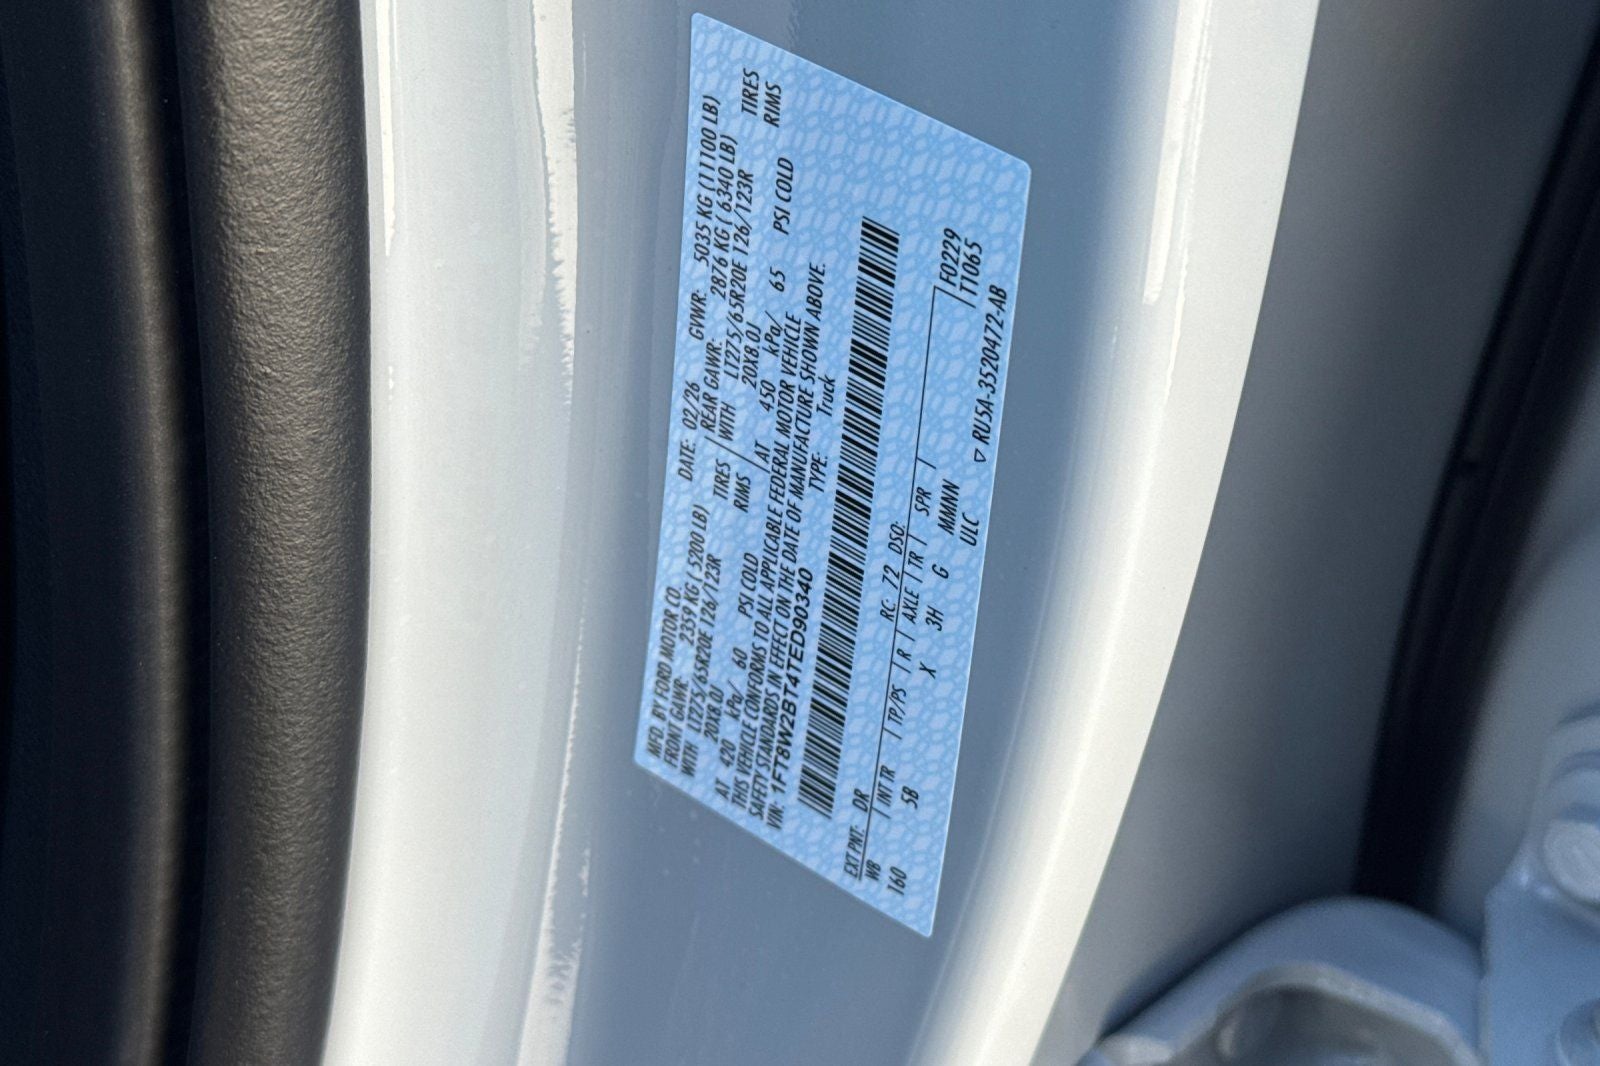 MFD. BY FORD MOTOR CO. DATE: 02/26 GVWR: 5035 KG (11100 LB)
FRONT GAWR: 2359 KG ( 5200 LB) REAR GAWR: 2876 KG ( 6340 LB)
WITH LT275/65R20E 126/123R TIRES WITH LT275/65R20E 126/123R TIRES
20X8.0J RIMS 20X8.0J RIMS
AT 420 kPa/ 60 PSI COLD AT 450 kPa/ 65 PSI COLD
THIS VEHICLE CONFORMS TO ALL APPLICABLE FEDERAL MOTOR VEHICLE
SAFETY STANDARDS IN EFFECT ON THE DATE OF MANUFACTURE SHOWN ABOVE.
VIN: 1FT8W2BT4TED90340 TYPE: Truck
F0229
T1065
EXT PNT: DR RC: 72 DSO:
WB INT TR TP/PS R AXLE TR SPR
160 5B X 3H G MMNN
ULC
▽ RU5A-3520472-AB